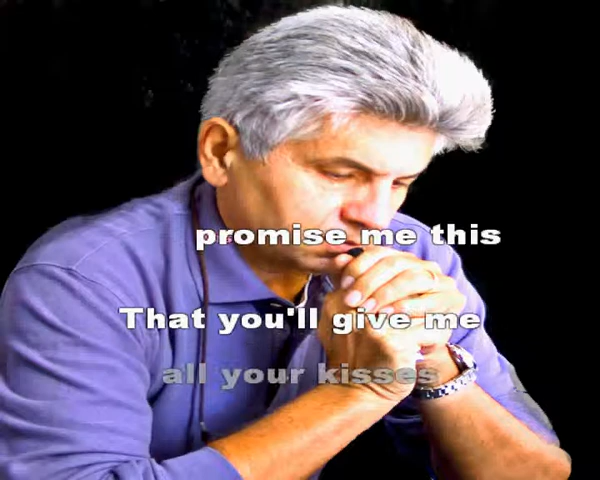 promise me this
That you'll give me
all your kisses